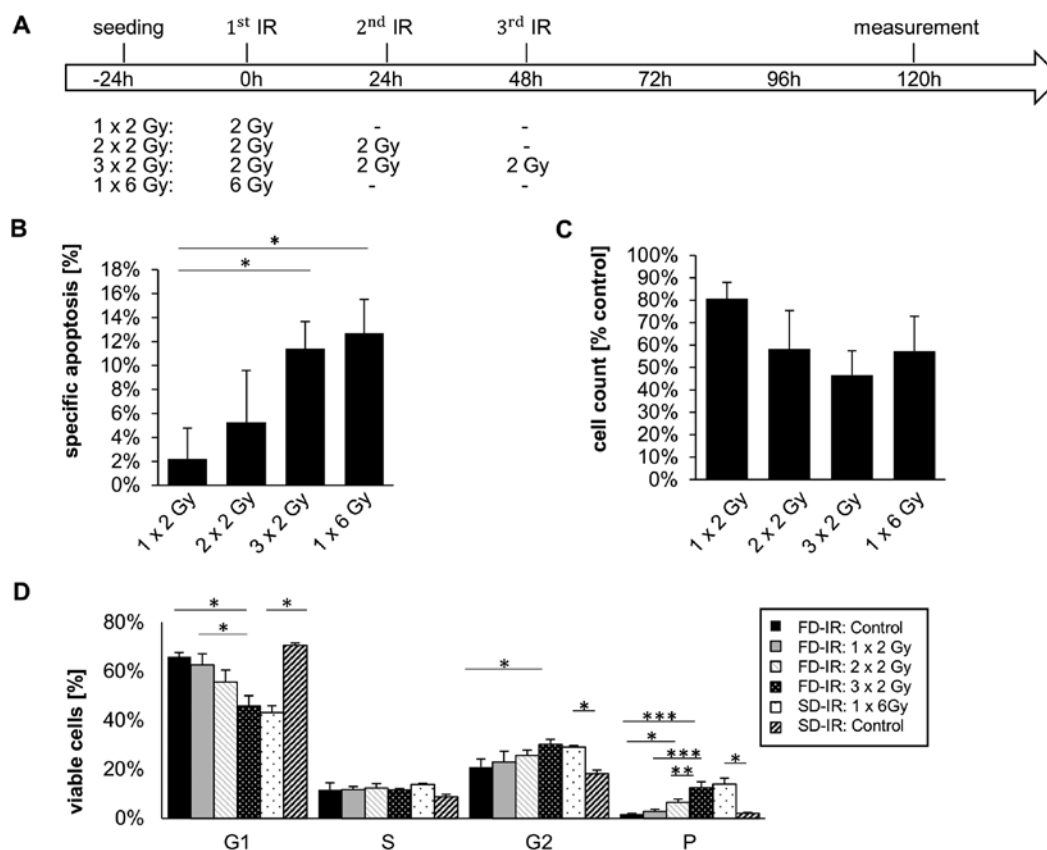 A
seeding 1st IR 2nd IR 3rd IR measurement
-24h 0h 24h 48h 72h 96h 120h
1 x 2 Gy: 2 Gy - -
2 x 2 Gy: 2 Gy 2 Gy -
3 x 2 Gy: 2 Gy 2 Gy 2 Gy
1 x 6 Gy: 6 Gy - -
B
specific apoptosis [%]
*
*
18%
16%
14%
12%
10%
8%
6%
4%
2%
0%
1 x 2 Gy
2 x 2 Gy
3 x 2 Gy
1 x 6 Gy
C
cell count [% control]
100%
90%
80%
70%
60%
50%
40%
30%
20%
10%
0%
1 x 2 Gy
2 x 2 Gy
3 x 2 Gy
1 x 6 Gy
D
viable cells [%]
80%
60%
40%
20%
0%
* *
*
*
*
***
*
***
**
*
G1 S G2 P
FD-IR: Control
FD-IR: 1 x 2 Gy
FD-IR: 2 x 2 Gy
FD-IR: 3 x 2 Gy
SD-IR: 1 x 6Gy
SD-IR: Control